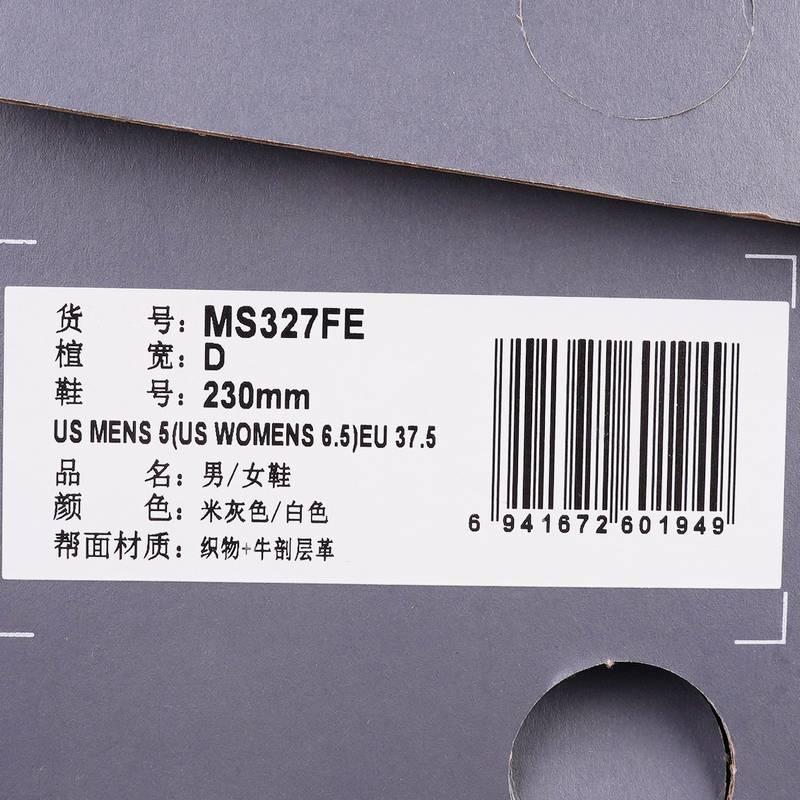 货 号：MS327FE
楦 宽：D
鞋 号：230mm
US MENS 5(US WOMENS 6.5)EU 37.5
品 名：男/女鞋
颜 色：米灰色/白色
帮面材质：织物+牛剖层革
6 941672 601949